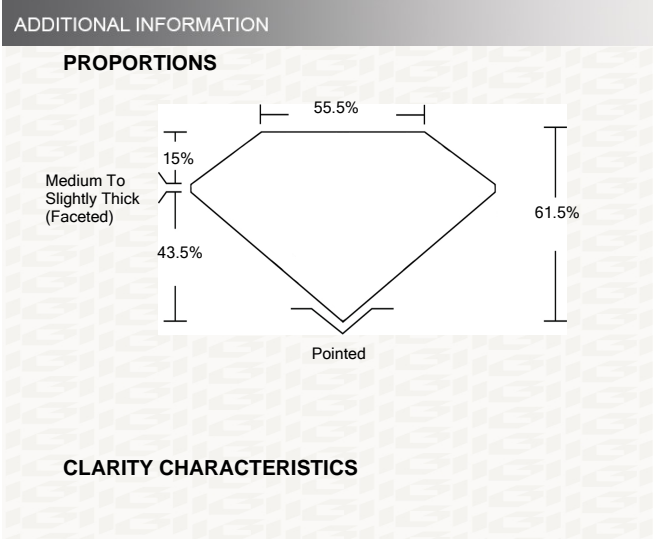 ADDITIONAL INFORMATION
PROPORTIONS
55.5%
15%
Medium To
Slightly Thick
(Faceted)
61.5%
43.5%
Pointed
CLARITY CHARACTERISTICS